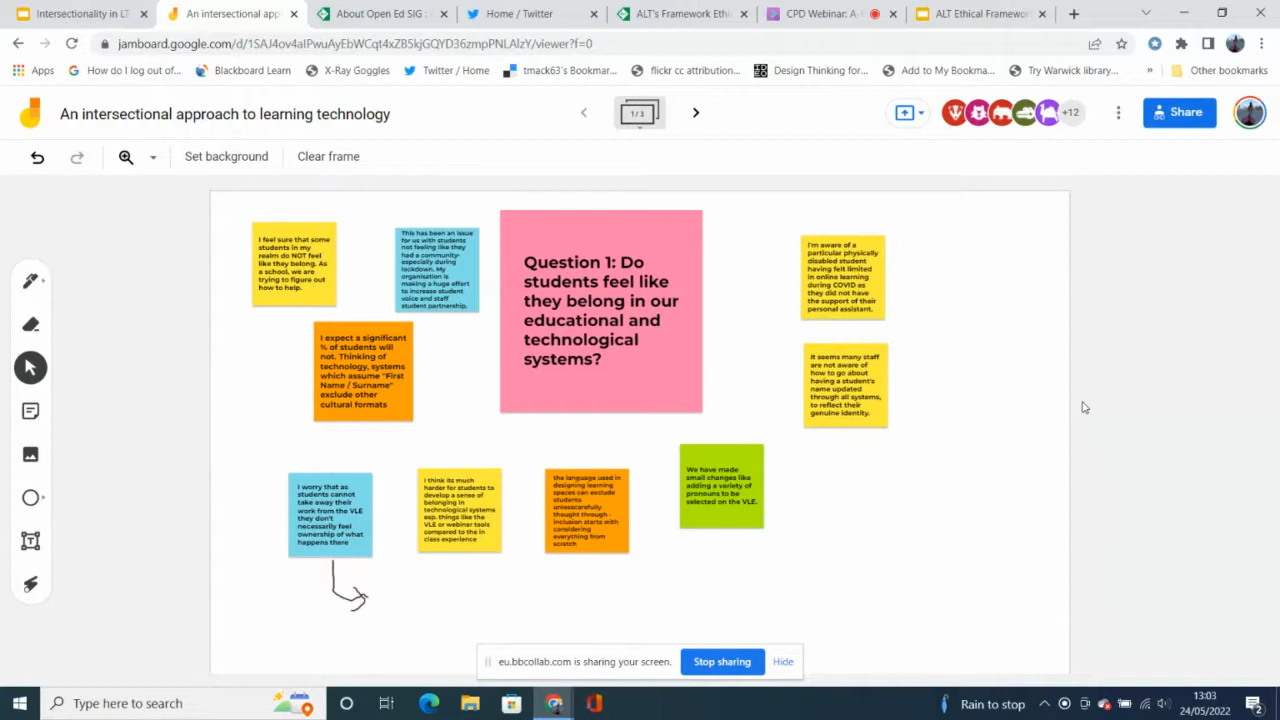 Intersectionality in LT
An intersectional appr
About Open Ed SIG :
Home / Twitter
ALT's Framework Ethic
CPD Webinar: A-F
ALT Ethical Framework
jamboard.google.com/d/1SAJ4ov4aIPwuAyEbWCqt4xZB5kjGQYD36zmpPNLAlzY/viewer?f=0
Apps
How do I log out of...
Blackboard Learn
X-Ray Goggles
Twitter / Home
tmack63's Bookmar...
flickr cc attribution...
Design Thinking for...
Add to My Bookma...
Try Warwick library...
»
Other bookmarks
An intersectional approach to learning technology
1 / 3
+12
Share
Set background
Clear frame
I feel sure that some
students in my
realm do NOT feel
like they belong. As
a school, we are
trying to figure out
how to help.
This has been an issue
for us with students
not feeling like they
had a community-
especially during
lockdown. My
organisation is
making a huge effort
to increase student
voice and staff
student partnership,
Question 1: Do
students feel like
they belong in our
educational and
technological
systems?
I'm aware of a
particular physically
disabled student
having felt limited
in online learning
during COVID as
they did not have
the support of their
personal assistant.
I expect a significant
% of students will
not. Thinking of
technology, systems
which assume "First
Name / Surname"
exclude other
cultural formats
It seems many staff
are not aware of
how to go about
having a student's
name updated
through all systems,
to reflect their
genuine identity.
I worry that as
students cannot
take away their
work from the VLE
they don't
necessarily feel
ownership of what
happens there
I think its much
harder for students to
develop a sense of
belonging in
technological systems
esp. things like the
VLE or webinar tools
compared to the in
class experience
the language used in
designing learning
spaces can exclude
students
unlesscarefully
thought through -
inclusion starts with
considering
everything from
scratch
We have made
small changes like
adding a variety of
pronouns to be
selected on the VLE.
eu.bbcollab.com is sharing your screen.
Stop sharing
Hide
Type here to search
Rain to stop
13:03
24/05/2022
2